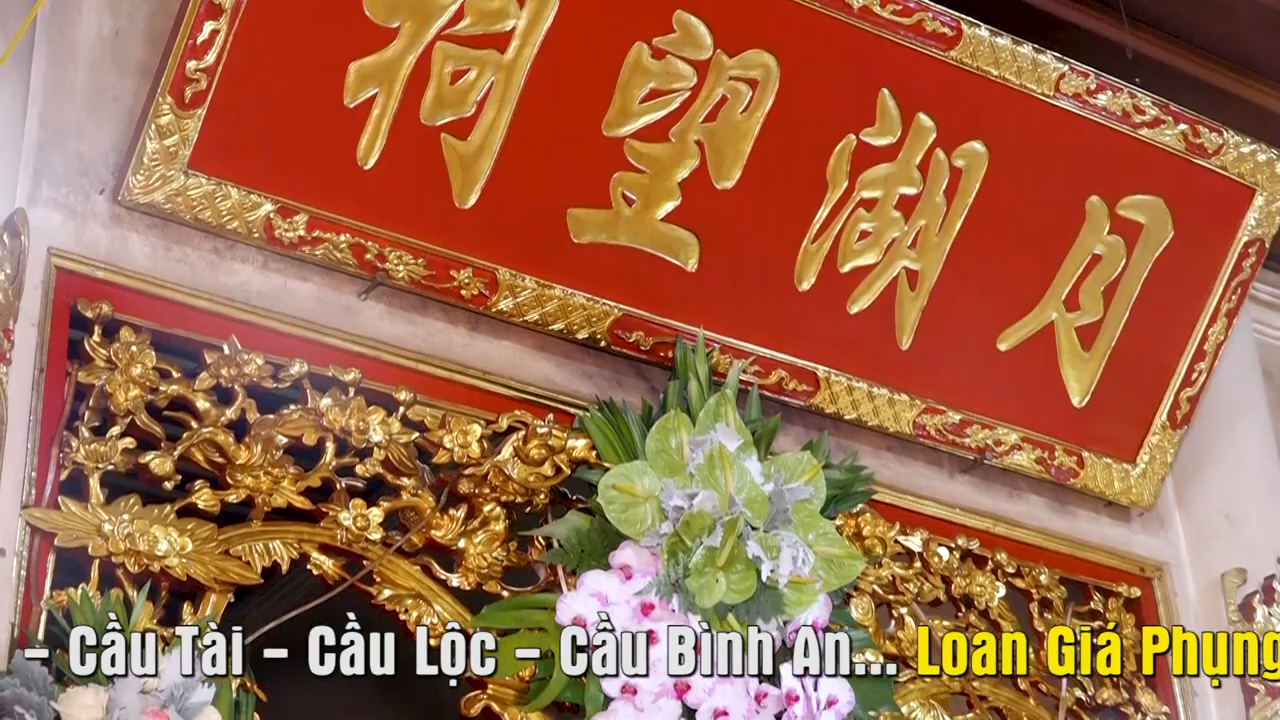 月湖望祠
– Cầu Tài – Cầu Lộc – Cầu Bình An... Loan Giá Phụng